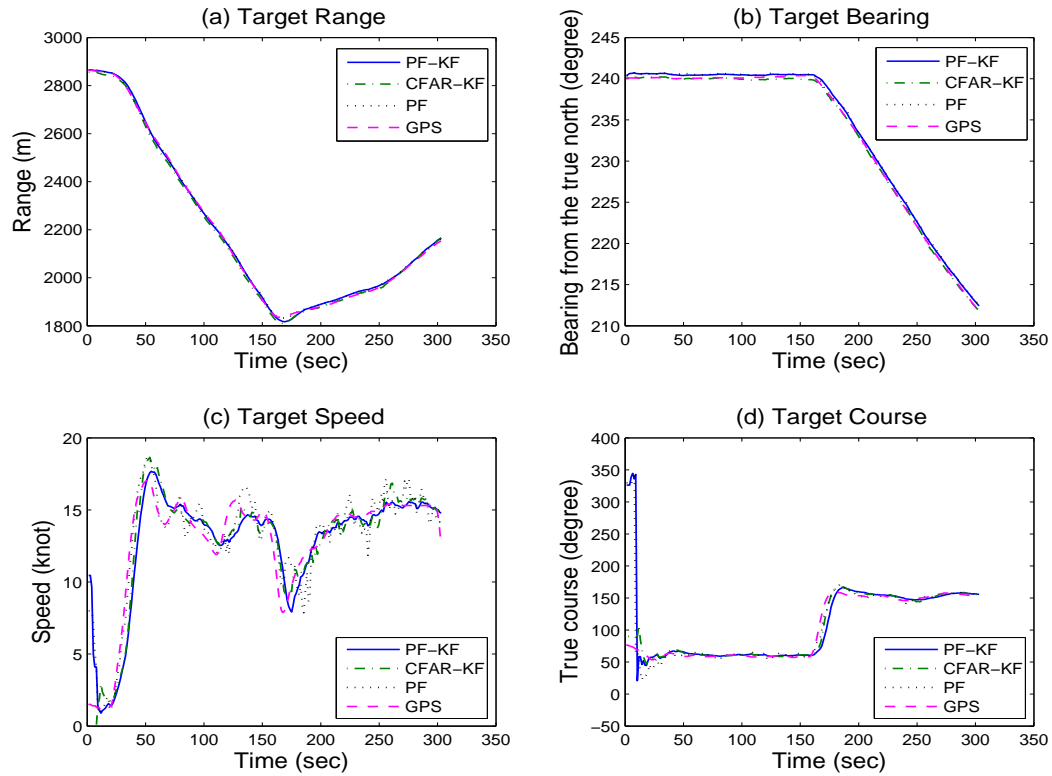 (a) Target Range
3000
2800
2600
2400
2200
2000
1800
Range (m)
0 50 100 150 200 250 300 350
Time (sec)
PF−KF
CFAR−KF
PF
GPS
(b) Target Bearing
245
240
235
230
225
220
215
210
Bearing from the true north (degree)
0 50 100 150 200 250 300 350
Time (sec)
PF−KF
CFAR−KF
PF
GPS
(c) Target Speed
20
15
10
5
0
Speed (knot)
0 50 100 150 200 250 300 350
Time (sec)
PF−KF
CFAR−KF
PF
GPS
(d) Target Course
400
350
300
250
200
150
100
50
0
−50
True course (degree)
0 50 100 150 200 250 300 350
Time (sec)
PF−KF
CFAR−KF
PF
GPS